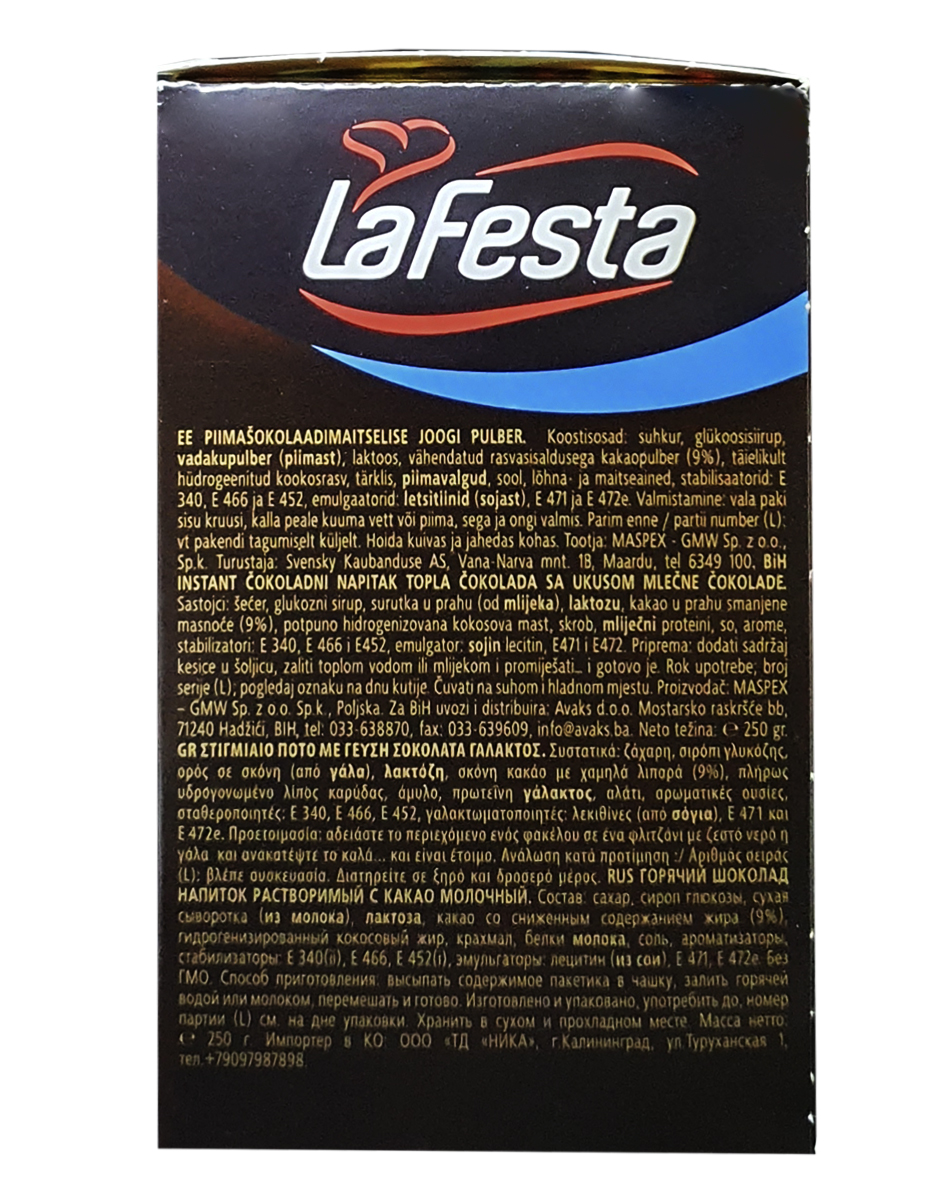 LaFesta
EE PIIMAŠOKOLAADIMAITSELISE JOOGI PULBER. Koostisosad: suhkur, glükoosisiirup,
vadakupulber (piimast), laktoos, vähendatud rasvasisaldusega kakaopulber (9%), täielikult
hüdrogeenitud kookosrasv, tärklis, piimavalgud, sool, lõhna- ja maitseained, stabilisaatorid: E
340, E 466 ja E 452, emulgaatorid: letsitiinid (sojast), E 471 ja E 472e. Valmistamine: vala paki
sisu kruusi, kalla peale kuuma vett või piima, sega ja ongi valmis. Parim enne / partii number (L):
vt pakendi tagumiselt küljelt. Hoida kuivas ja jahedas kohas. Tootja: MASPEX - GMW Sp. z o.o.,
Sp.k. Turustaja: Svensky Kaubanduse AS, Vana-Narva mnt. 1B, Maardu, tel 6349 100. BiH
INSTANT ČOKOLADNI NAPITAK TOPLA ČOKOLADA SA UKUSOM MLEČNE ČOKOLADE.
Sastojci: šećer, glukozni sirup, surutka u prahu (od mlijeka), laktozu, kakao u prahu smanjene
masnoće (9%), potpuno hidrogenizovana kokosova mast, skrob, mliječni proteini, so, arome,
stabilizatori: E 340, E 466 i E452, emulgator: sojin lecitin, E471 i E472. Priprema: dodati sadržaj
kesice u šoljicu, zaliti toplom vodom ili mlijekom i promiješati... i gotovo je. Rok upotrebe; broj
serije (L); pogledaj oznaku na dnu kutije. Čuvati na suhom i hladnom mjestu. Proizvođač: MASPEX
– GMW Sp. z o.o. Sp.k., Poljska. Za BiH uvozi i distribuira: Avaks d.o.o. Mostarsko raskršće bb,
71240 Hadžići, BIH, tel: 033-638870, fax: 033-639609, info@avaks.ba. Neto težina: ℮ 250 gr.
GR ΣΤΙΓΜΙΑΙΟ ΠΟΤΟ ΜΕ ΓΕΥΣΗ ΣΟΚΟΛΑΤΑ ΓΑΛΑΚΤΟΣ. Συστατικά: ζάχαρη, σιρόπι γλυκόζης,
ορός σε σκόνη (από γάλα), λακτόζη, σκόνη κακάο με χαμηλά λιπαρά (9%), πλήρως
υδρογονωμένο λίπος καρύδας, άμυλο, πρωτεΐνη γάλακτος, αλάτι, αρωματικές ουσίες,
σταθεροποιητές: E 340, E 466, E 452, γαλακτωματοποιητές: λεκιθίνες (από σόγια), E 471 και
E 472e. Προετοιμασία: αδειάστε το περιεχόμενο ενός φακέλου σε ένα φλιτζάνι με ζεστό νερό η
γάλα και ανακατέψτε το καλά... και είναι έτοιμο. Ανάλωση κατά προτίμηση :/ Αριθμός σειράς
(L): βλέπε συσκευασία. Διατηρείτε σε ξηρό και δροσερό μέρος. RUS ГОРЯЧИЙ ШОКОЛАД
НАПИТОК РАСТВОРИМЫЙ С КАКАО МОЛОЧНЫЙ. Состав: сахар, сироп глюкозы, сухая
сыворотка (из молока), лактоза, какао со сниженным содержанием жира (9%),
гидрогенизированный кокосовый жир, крахмал, белки молока, соль, ароматизаторы,
стабилизаторы: E 340(ii), E 466, E 452(i), эмульгаторы: лецитин (из сои), E 471, E 472e. Без
ГМО. Способ приготовления: высыпать содержимое пакетика в чашку, залить горячей
водой или молоком, перемешать и готово. Изготовлено и упаковано, употребить до, номер
партии (L) см. на дне упаковки. Хранить в сухом и прохладном месте. Масса нетто:
℮ 250 г. Импортер в КО: ООО «ТД «НИКА», г.Калининград, ул.Туруханская 1,
тел.+79097987898.